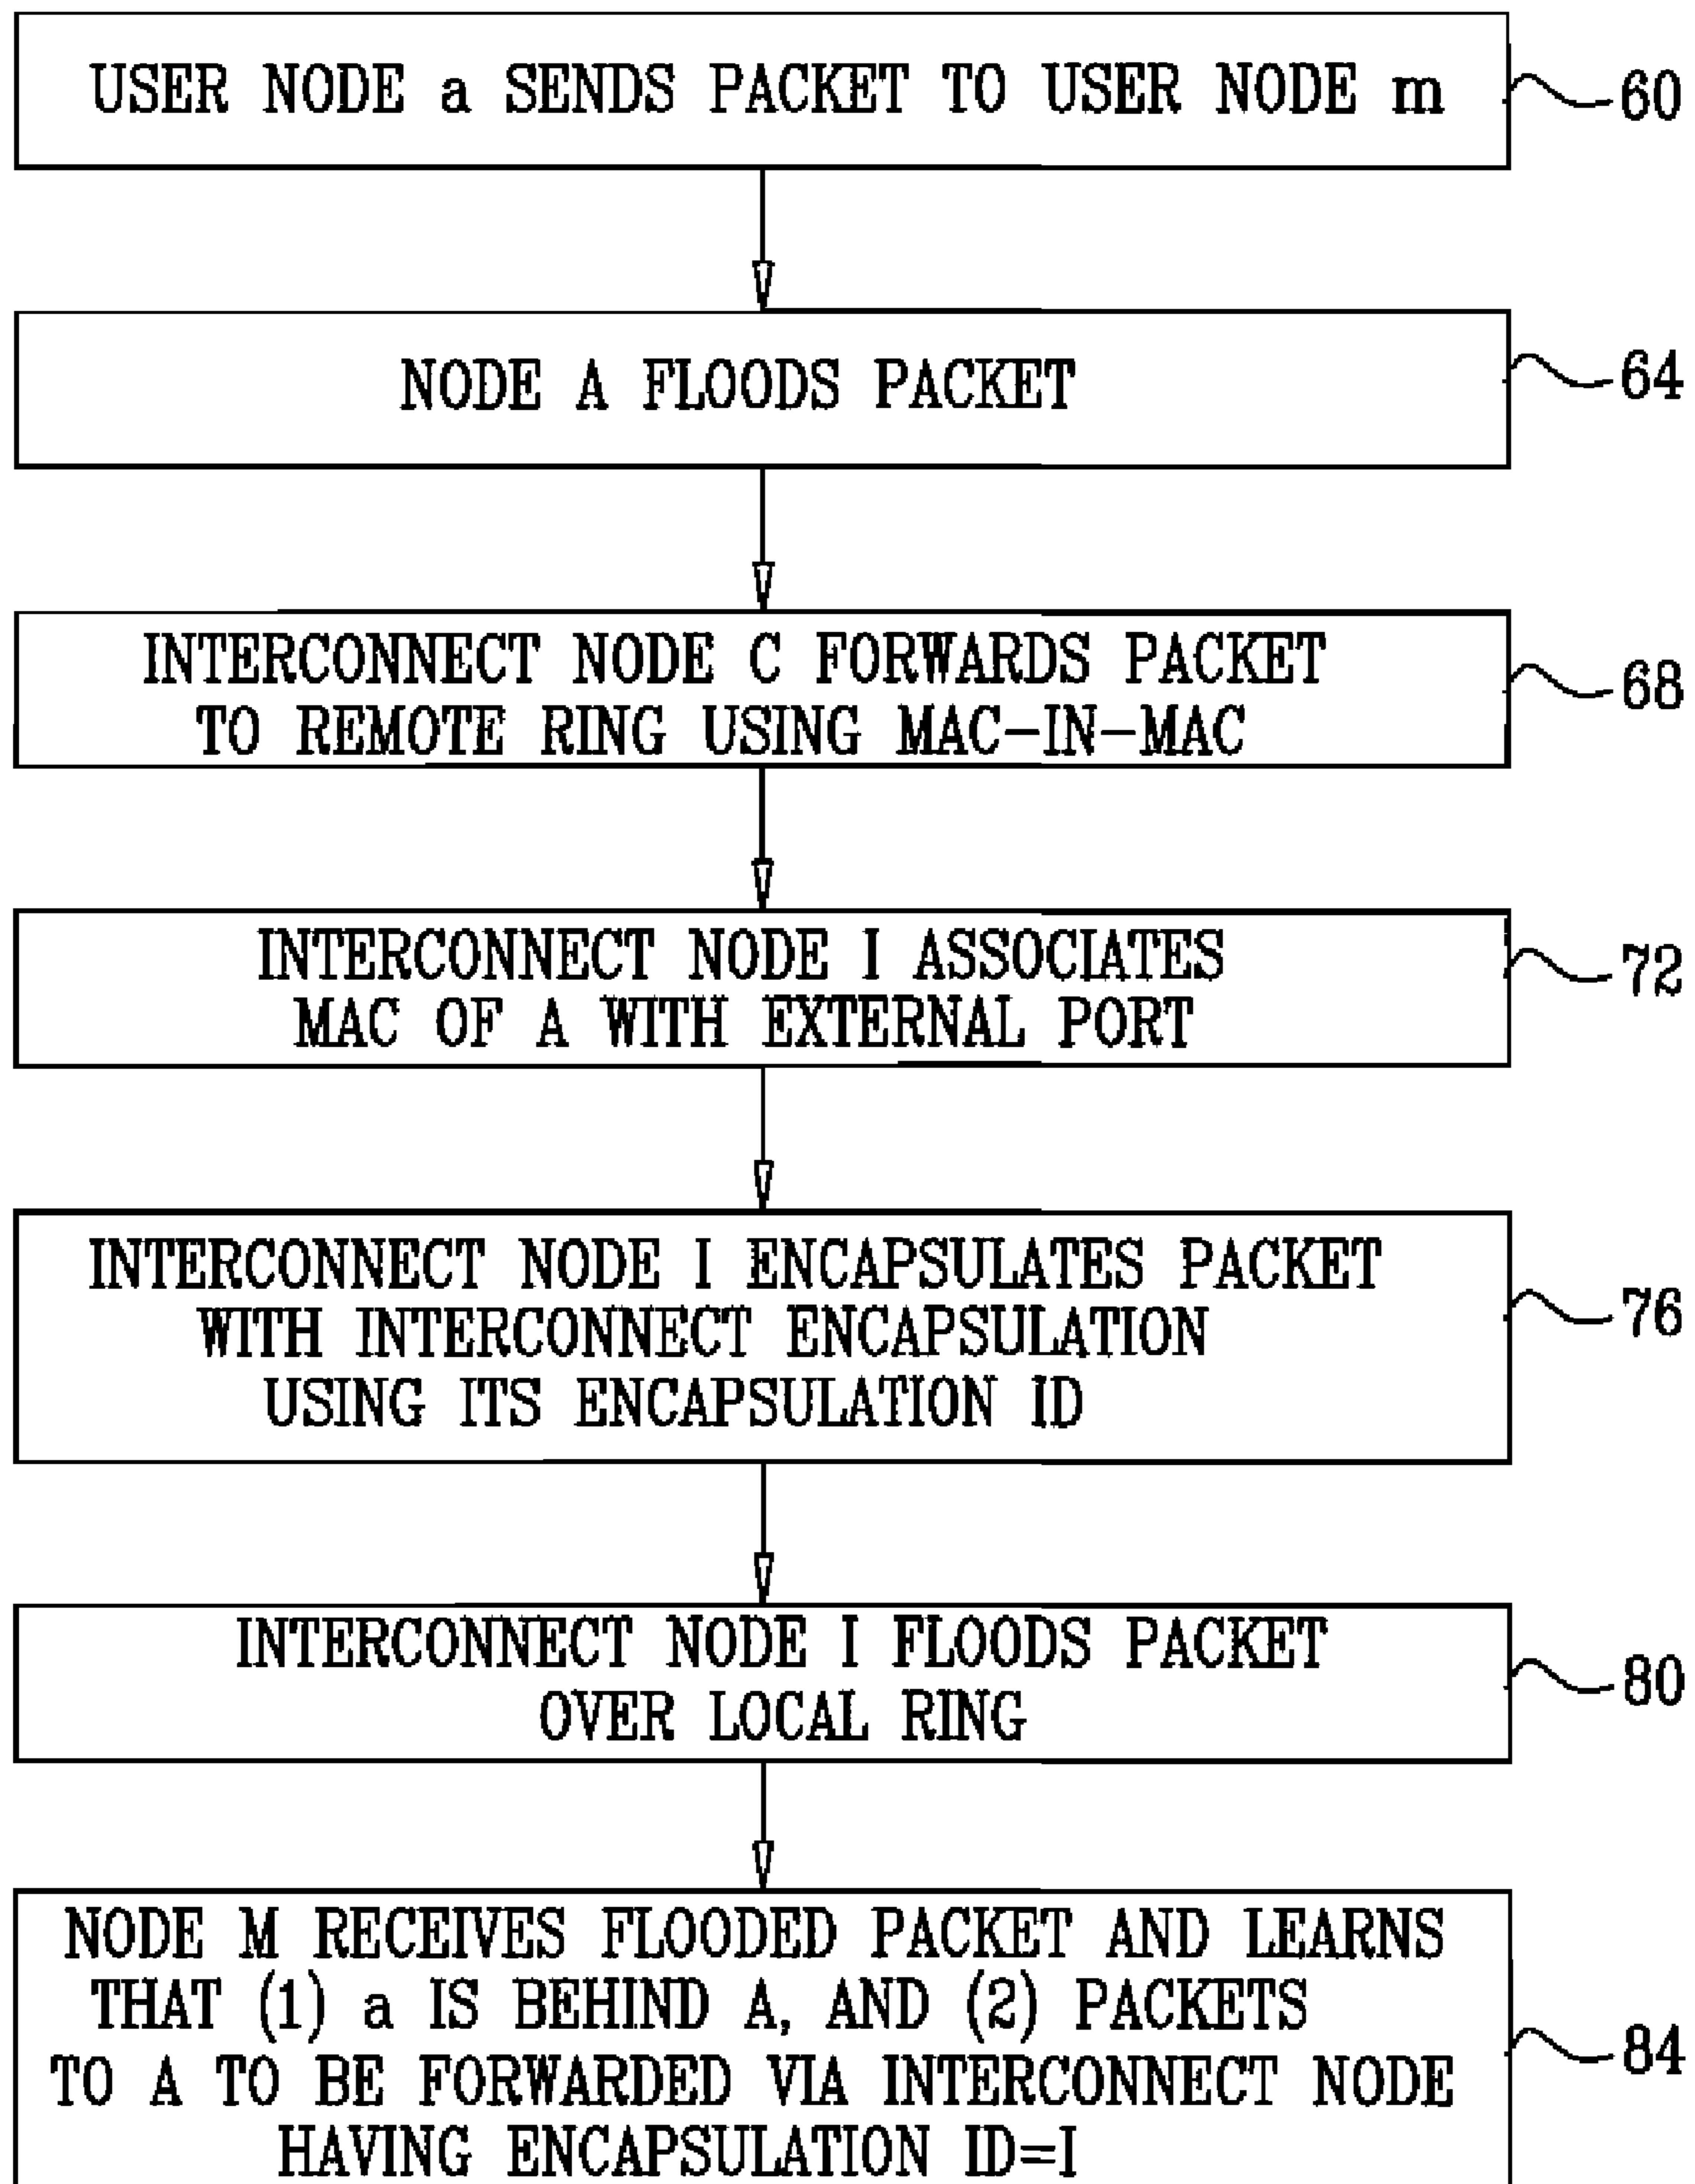 USER NODE a SENDS PACKET TO USER NODE m
60
NODE A FLOODS PACKET
64
INTERCONNECT NODE C FORWARDS PACKET
TO REMOTE RING USING MAC-IN-MAC
68
INTERCONNECT NODE I ASSOCIATES
MAC OF A WITH EXTERNAL PORT
72
INTERCONNECT NODE I ENCAPSULATES PACKET
WITH INTERCONNECT ENCAPSULATION
USING ITS ENCAPSULATION ID
76
INTERCONNECT NODE I FLOODS PACKET
OVER LOCAL RING
80
NODE M RECEIVES FLOODED PACKET AND LEARNS
THAT (1) a IS BEHIND A, AND (2) PACKETS
TO A TO BE FORWARDED VIA INTERCONNECT NODE
HAVING ENCAPSULATION ID=I
84